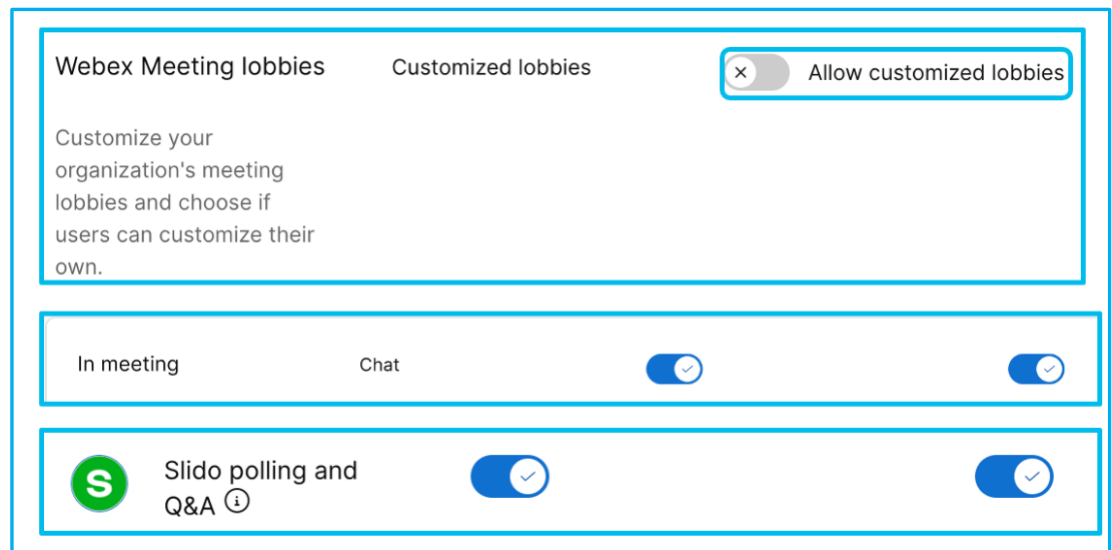 Webex Meeting lobbies
Customized lobbies
Allow customized lobbies
Customize your
organization's meeting
lobbies and choose if
users can customize their
own.
In meeting
Chat
S
Slido polling and
Q&A